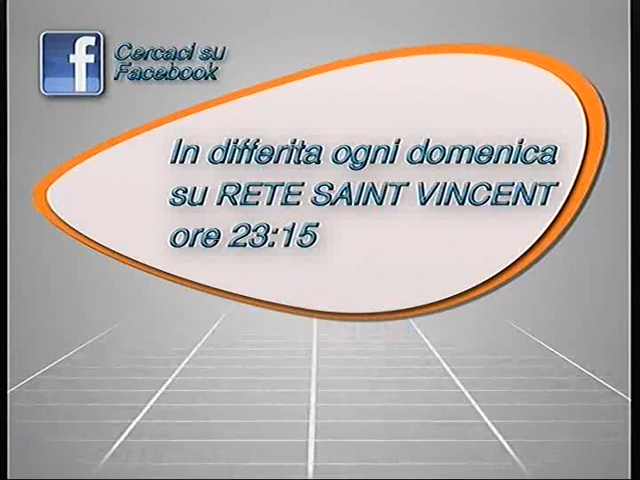 f
Cercaci su
Facebook
In differita ogni domenica
su RETE SAINT VINCENT
ore 23:15